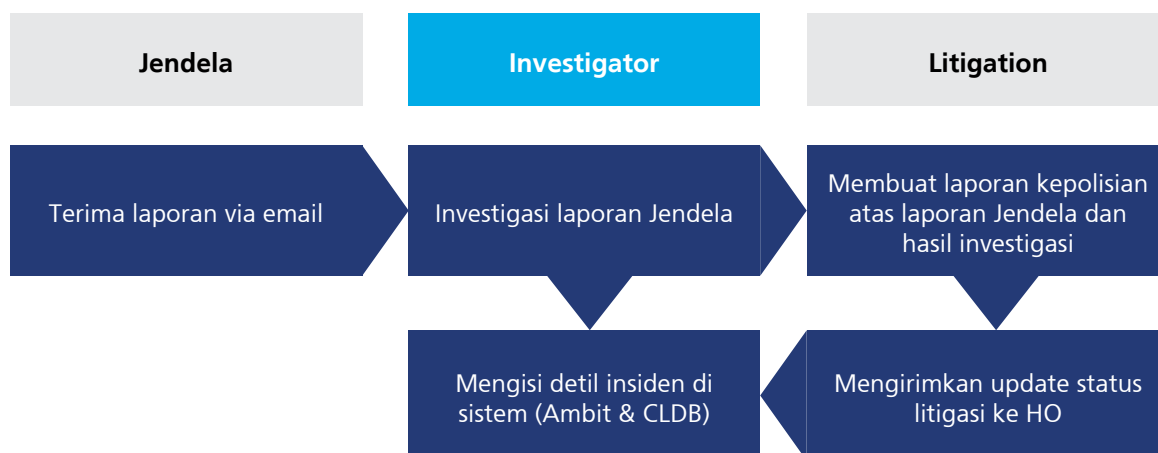 Jendela
Investigator
Litigation
Terima laporan via email
Investigasi laporan Jendela
Membuat laporan kepolisian
atas laporan Jendela dan
hasil investigasi
Mengisi detil insiden di
sistem (Ambit & CLDB)
Mengirimkan update status
litigasi ke HO